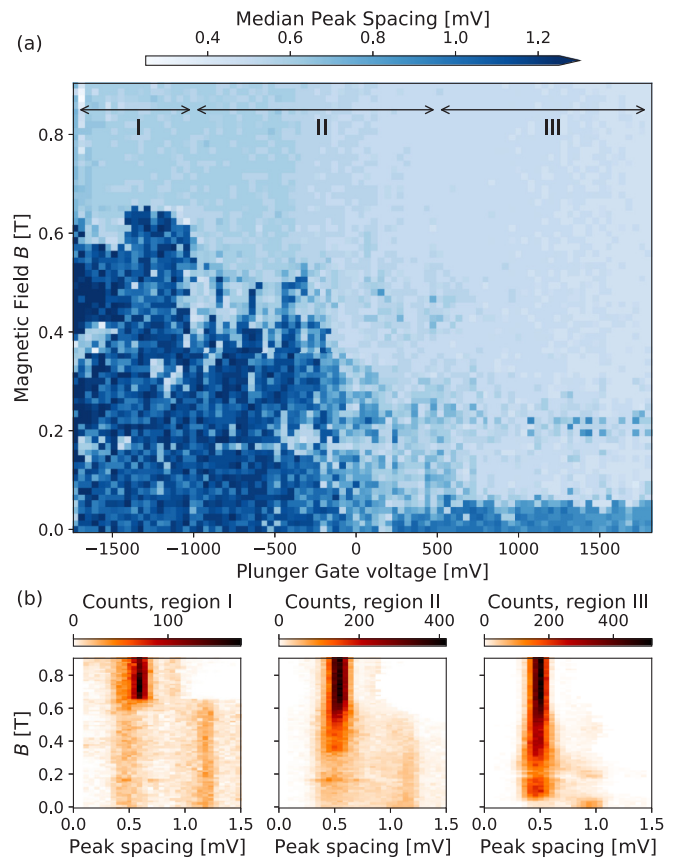 Median Peak Spacing [mV]
(a)
0.4 0.6 0.8 1.0 1.2
I II III
0.8
0.6
0.4
0.2
0.0
Magnetic Field B [T]
−1500 −1000 −500 0 500 1000 1500
Plunger Gate voltage [mV]
(b)
Counts, region I Counts, region II Counts, region III
0 100 0 200 400 0 200 400
0.8
0.6
0.4
0.2
0.0
B [T]
0.0 0.5 1.0 1.5 0.0 0.5 1.0 1.5 0.0 0.5 1.0 1.5
Peak spacing [mV] Peak spacing [mV] Peak spacing [mV]